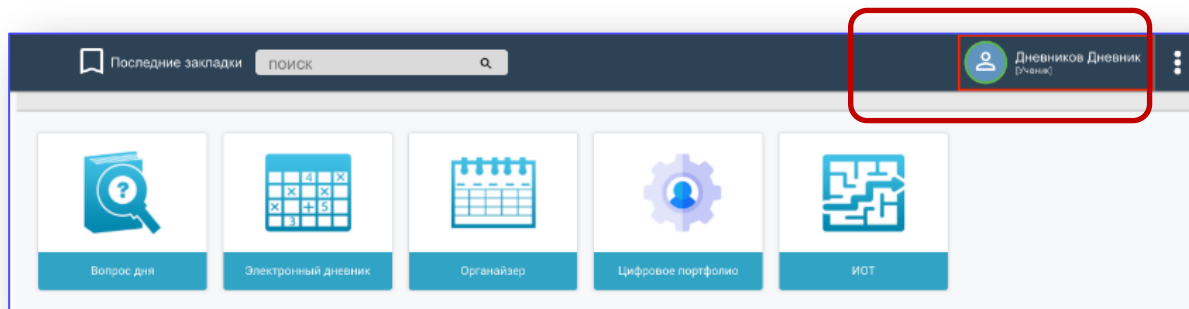 Последние закладки
поиск
Дневников Дневник
[Ученик]
Вопрос дня
Электронный дневник
Органайзер
Цифровое портфолио
ИОТ